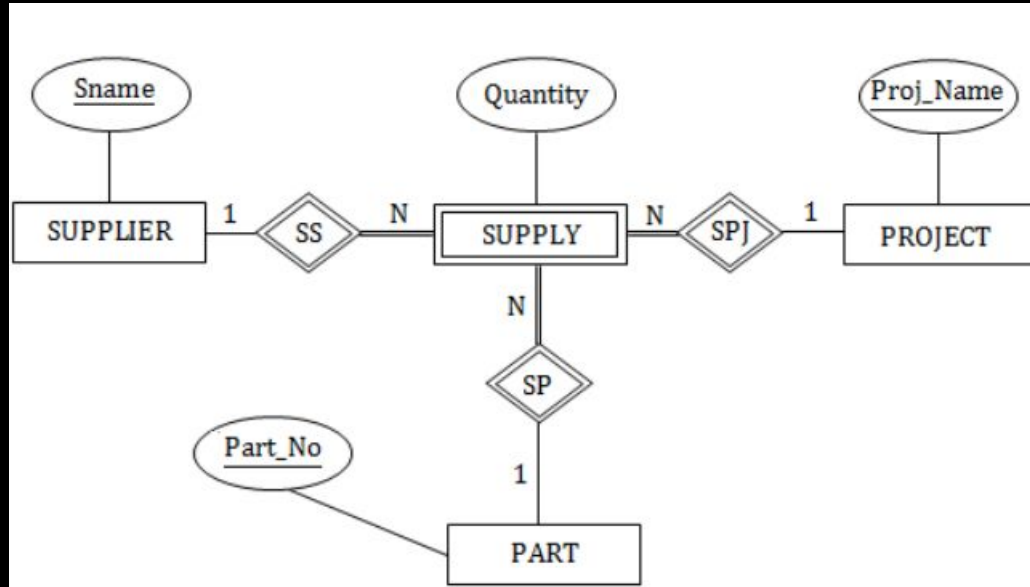 Sname
Quantity
Proj_Name
SUPPLIER
1
SS
N
SUPPLY
N
SPJ
1
PROJECT
N
SP
Part_No
1
PART